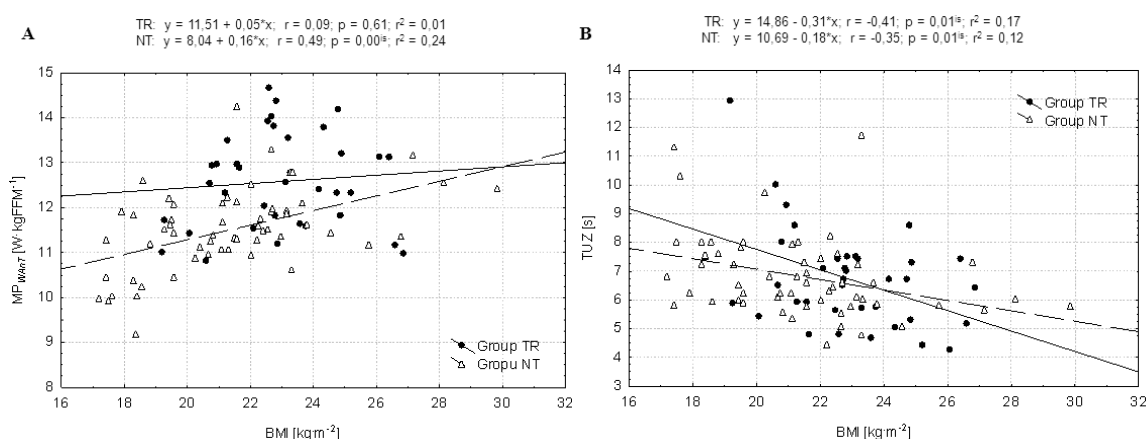 TR: y = 11,51 + 0,05*x; r = 0,09; p = 0,61; r² = 0,01
A NT: y = 8,04 + 0,16*x; r = 0,49; p = 0,00ⁱˢ; r² = 0,24
15
14
13
12
11
10
9
8
MP WAnT [W·kgFFM⁻¹]
Group TR
Gropu NT
16 18 20 22 24 26 28 30 32
BMI [kg·m⁻²]
TR: y = 14,86 - 0,31*x; r = -0,41; p = 0,01ⁱˢ; r² = 0,17
B NT: y = 10,69 - 0,18*x; r = -0,35; p = 0,01ⁱˢ; r² = 0,12
14
13
12
11
10
9
8
7
6
5
4
3
TUZ [s]
Group TR
Group NT
16 18 20 22 24 26 28 30 32
BMI [kg·m⁻²]